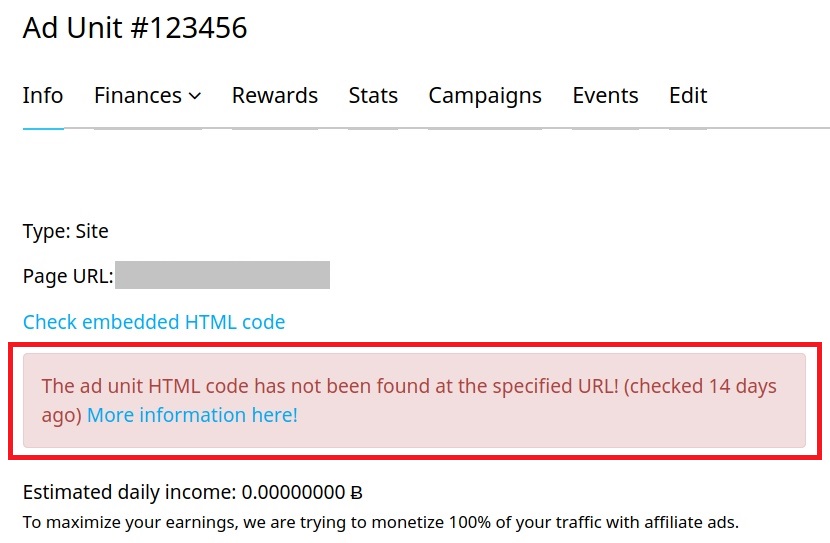 Ad Unit #123456
Info Finances Rewards Stats Campaigns Events Edit
Type: Site
Page URL:
Check embedded HTML code
The ad unit HTML code has not been found at the specified URL! (checked 14 days
ago) More information here!
Estimated daily income: 0.00000000 Ƀ
To maximize your earnings, we are trying to monetize 100% of your traffic with affiliate ads.